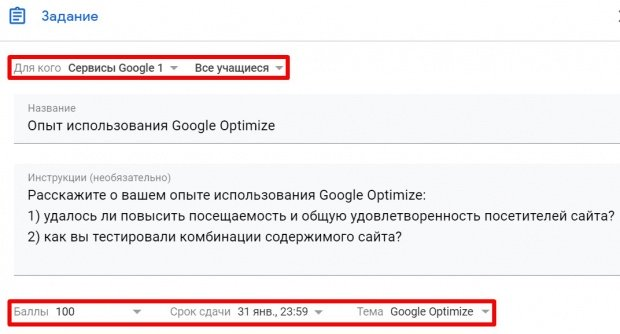 Задание
Для кого Сервисы Google 1 Все учащиеся
Название
Опыт использования Google Optimize
Инструкции (необязательно)
Расскажите о вашем опыте использования Google Optimize:
1) удалось ли повысить посещаемость и общую удовлетворенность посетителей сайта?
2) как вы тестировали комбинации содержимого сайта?
Баллы 100 Срок сдачи 31 янв., 23:59 Тема Google Optimize